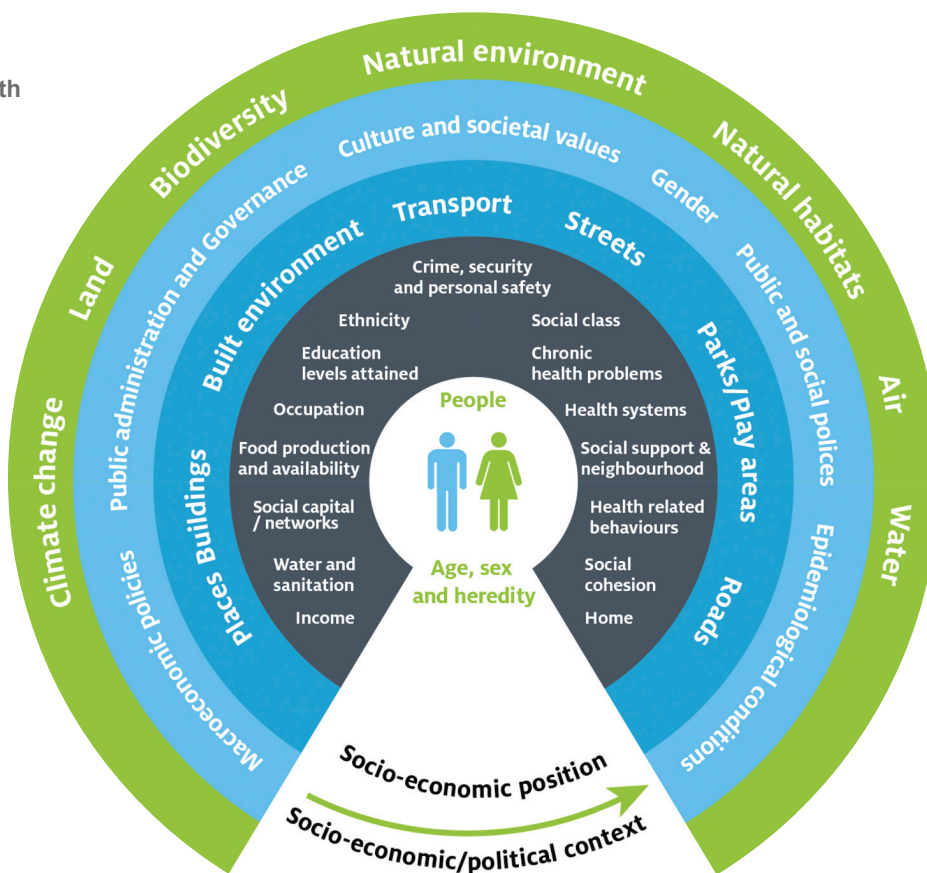 th
Climate change
Land
Biodiversity
Natural environment
Natural habitats
Air
Water
Macroeconomic policies
Public administration and Governance
Culture and societal values
Gender
Public and social polices
Epidemiological conditions
Places
Buildings
Built environment
Transport
Streets
Parks/Play areas
Roads
Crime, security
and personal safety
Ethnicity
Education
levels attained
Occupation
Food production
and availability
Social capital
/ networks
Water and
sanitation
Income
Social class
Chronic
health problems
Health systems
Social support &
neighbourhood
Health related
behaviours
Social
cohesion
Home
People
Age, sex
and heredity
Socio-economic position
Socio-economic/political context